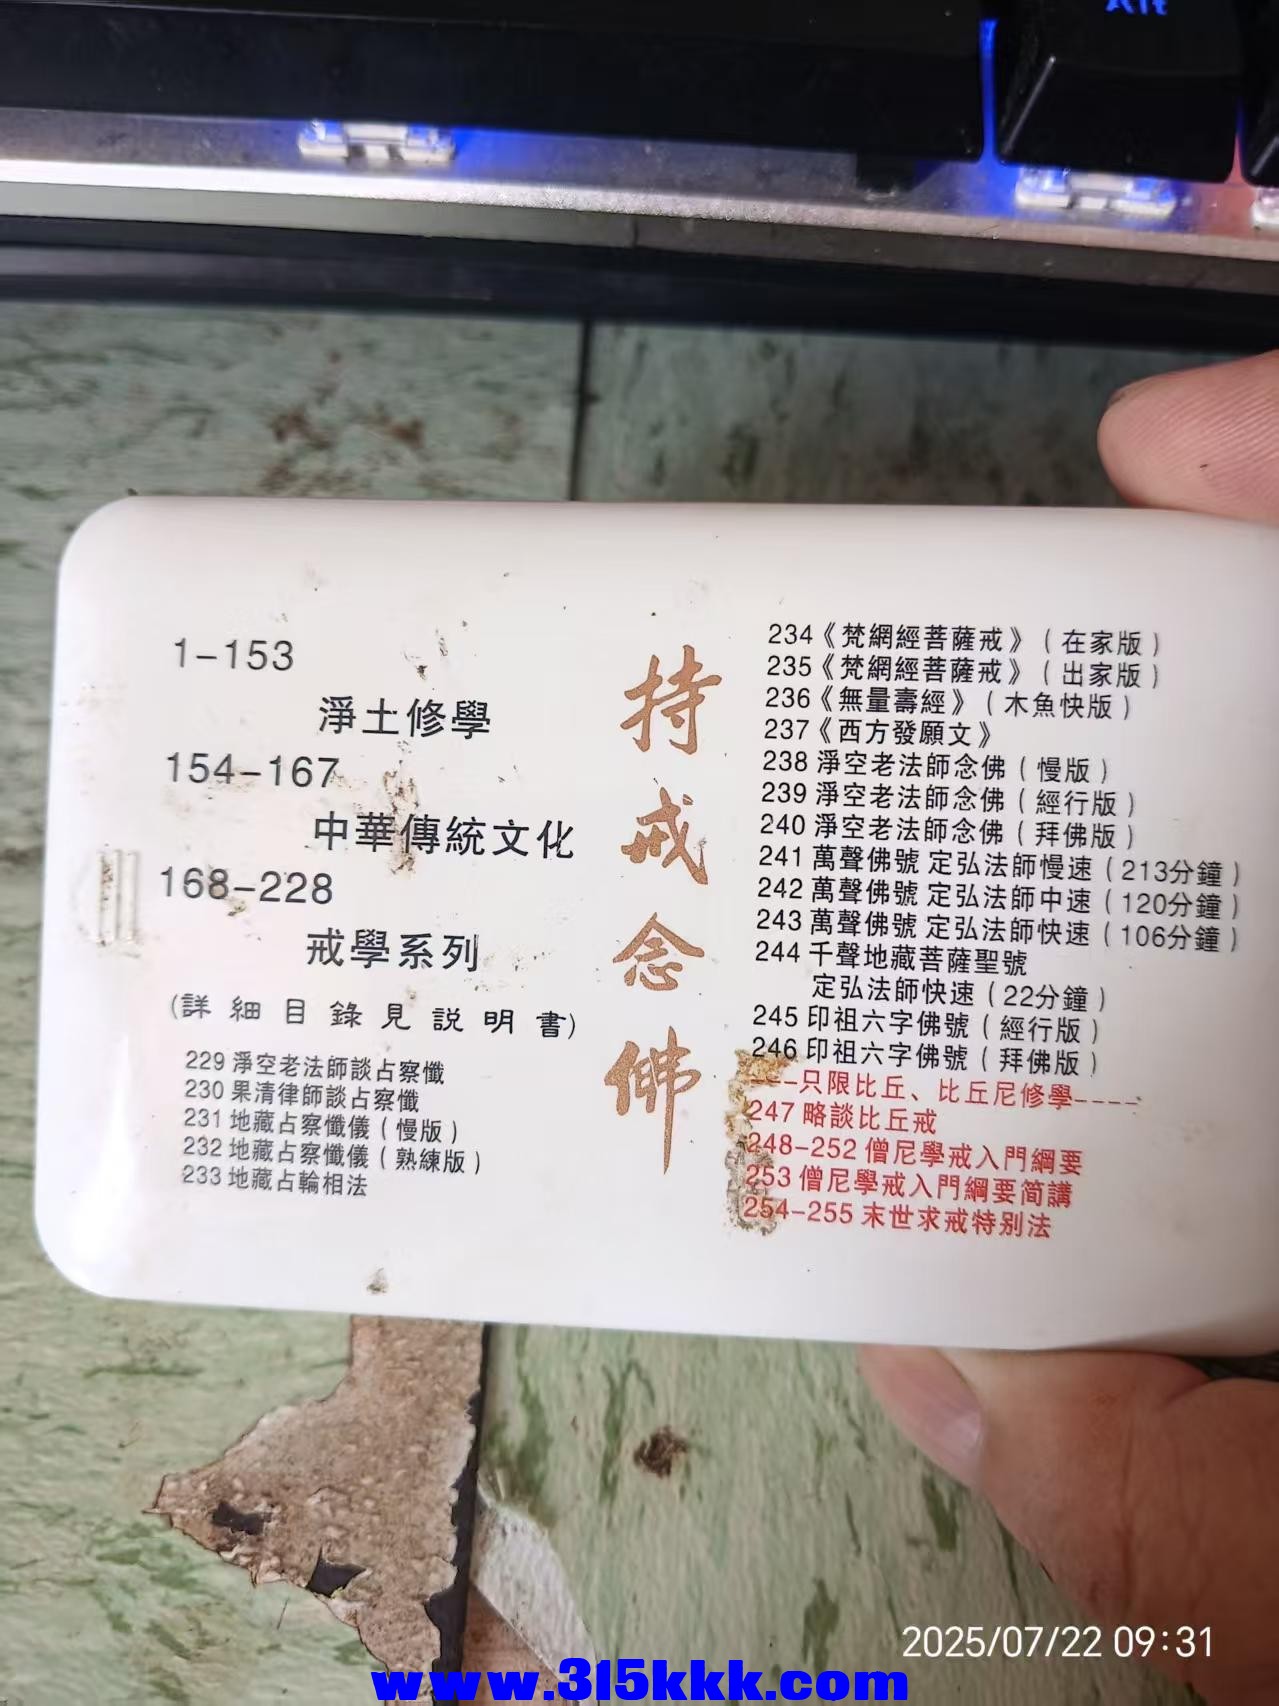 Alt
1-153
淨土修學
154-167
中華傳統文化
168-228
戒學系列
(詳細目錄見説明書)
229 淨空老法師談占察懺
230 果清律師談占察懺
231 地藏占察懺儀(慢版)
232 地藏占察懺儀(熟練版)
233 地藏占輪相法
持戒念佛
234《梵網經菩薩戒》(在家版)
235《梵網經菩薩戒》(出家版)
236《無量壽經》(木魚快版)
237《西方發願文》
238 淨空老法師念佛(慢版)
239 淨空老法師念佛(經行版)
240 淨空老法師念佛(拜佛版)
241 萬聲佛號 定弘法師慢速(213分鐘)
242 萬聲佛號 定弘法師中速(120分鐘)
243 萬聲佛號 定弘法師快速(106分鐘)
244 千聲地藏菩薩聖號
定弘法師快速(22分鐘)
245 印祖六字佛號(經行版)
246 印祖六字佛號(拜佛版)
----只限比丘、比丘尼修學----
247 略談比丘戒
248-252 僧尼學戒入門綱要
253 僧尼學戒入門綱要简講
254-255 末世求戒特别法
2025/07/22 09:31
www.315kkk.com